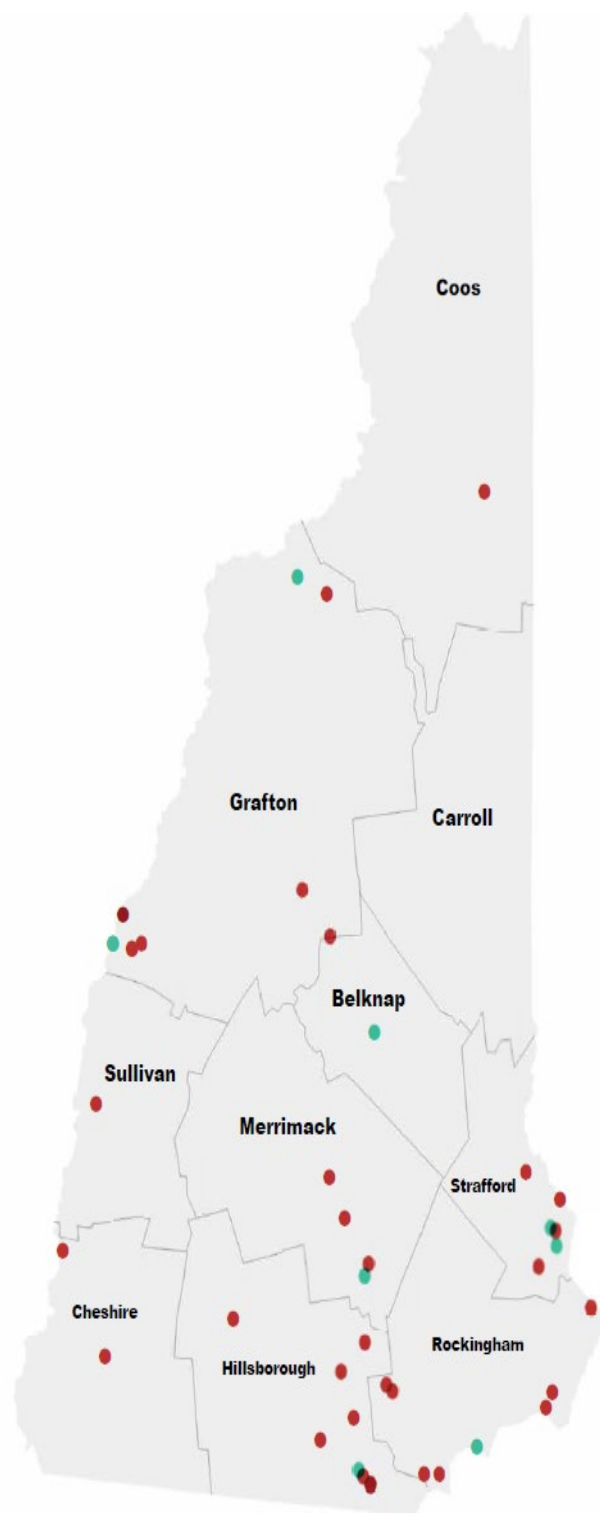 Coos
Grafton
Carroll
Belknap
Sullivan
Merrimack
Strafford
Cheshire
Rockingham
Hillsborough